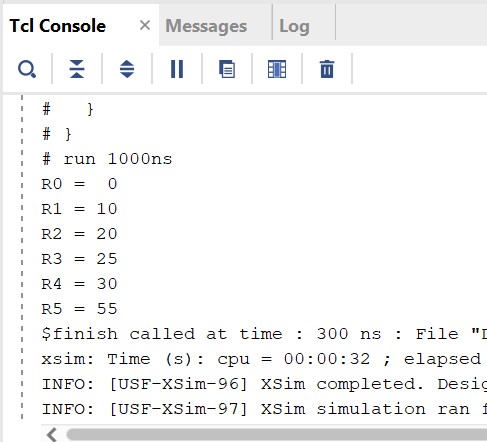 Tcl Console × Messages Log
# }
# }
# run 1000ns
R0 = 0
R1 = 10
R2 = 20
R3 = 25
R4 = 30
R5 = 55
$finish called at time : 300 ns : File "D
xsim: Time (s): cpu = 00:00:32 ; elapsed
INFO: [USF-XSim-96] XSim completed. Desig
INFO: [USF-XSim-97] XSim simulation ran f